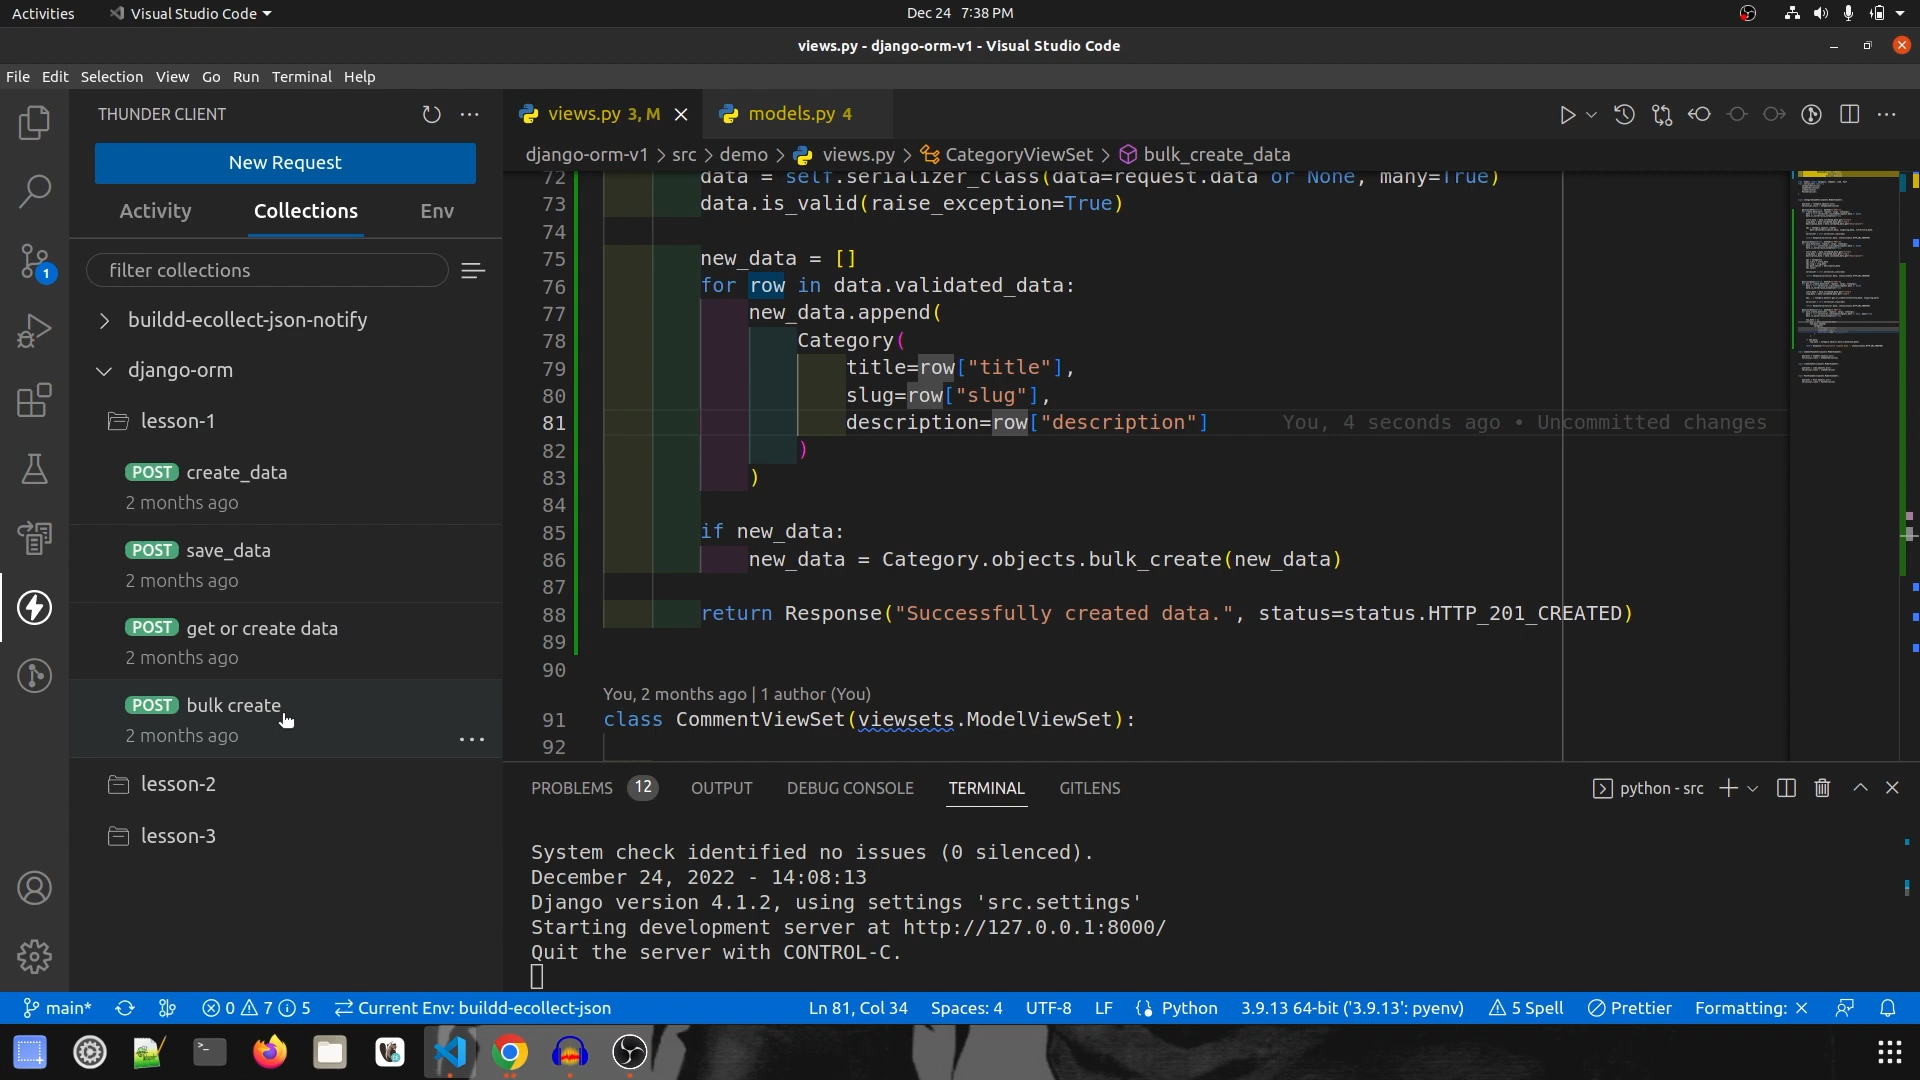 Activities
Visual Studio Code
Dec 24 7:38 PM
views.py - django-orm-v1 - Visual Studio Code
File Edit Selection View Go Run Terminal Help
THUNDER CLIENT
New Request
Activity Collections Env
filter collections
buildd-ecollect-json-notify
django-orm
lesson-1
POST create_data
2 months ago
POST save_data
2 months ago
POST get or create data
2 months ago
POST bulk create
2 months ago
lesson-2
lesson-3
views.py 3, M
models.py 4
django-orm-v1 > src > demo > views.py > CategoryViewSet > bulk_create_data
72 data = self.serializer_class(data=request.data or None, many=True)
73 data.is_valid(raise_exception=True)
74
75 new_data = []
76 for row in data.validated_data:
77 new_data.append(
78 Category(
79 title=row["title"],
80 slug=row["slug"],
81 description=row["description"] You, 4 seconds ago • Uncommitted changes
82 )
83 )
84
85 if new_data:
86 new_data = Category.objects.bulk_create(new_data)
87
88 return Response("Successfully created data.", status=status.HTTP_201_CREATED)
89
90
You, 2 months ago | 1 author (You)
91 class CommentViewSet(viewsets.ModelViewSet):
92
PROBLEMS 12 OUTPUT DEBUG CONSOLE TERMINAL GITLENS
python - src
System check identified no issues (0 silenced).
December 24, 2022 - 14:08:13
Django version 4.1.2, using settings 'src.settings'
Starting development server at http://127.0.0.1:8000/
Quit the server with CONTROL-C.
1
main* 0 7 5 Current Env: buildd-ecollect-json Ln 81, Col 34 Spaces: 4 UTF-8 LF Python 3.9.13 64-bit ('3.9.13': pyenv) 5 Spell Prettier Formatting: ×